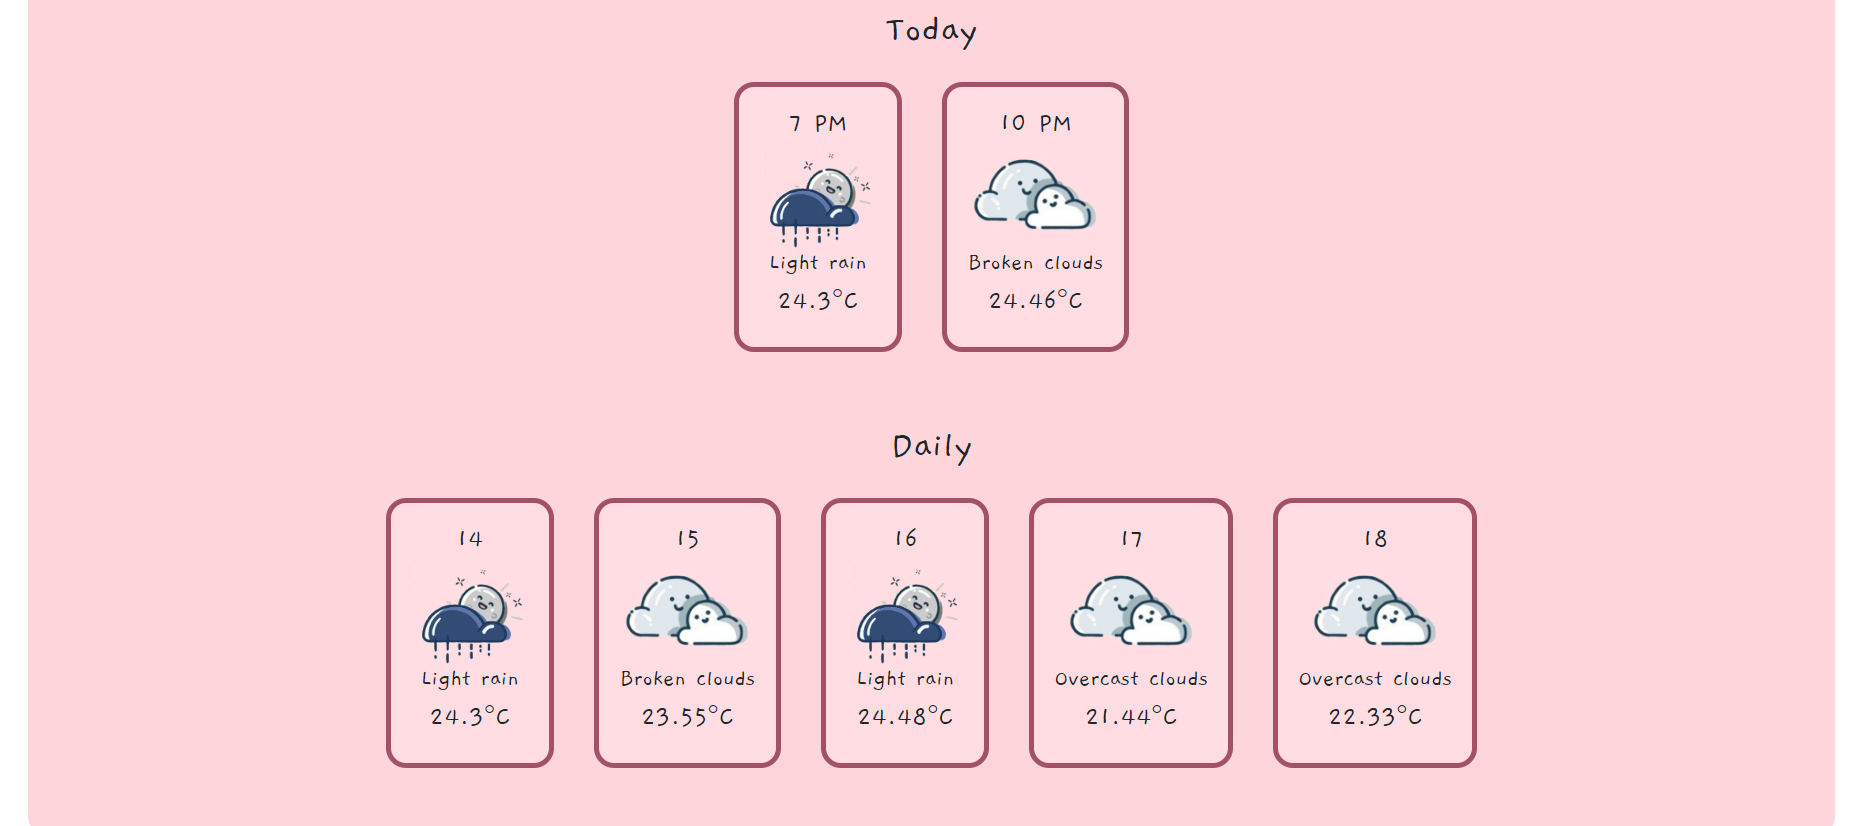 Today
7 PM
Light rain
24.3°C
10 PM
Broken clouds
24.46°C
Daily
14
Light rain
24.3°C
15
Broken clouds
23.55°C
16
Light rain
24.48°C
17
Overcast clouds
21.44°C
18
Overcast clouds
22.33°C